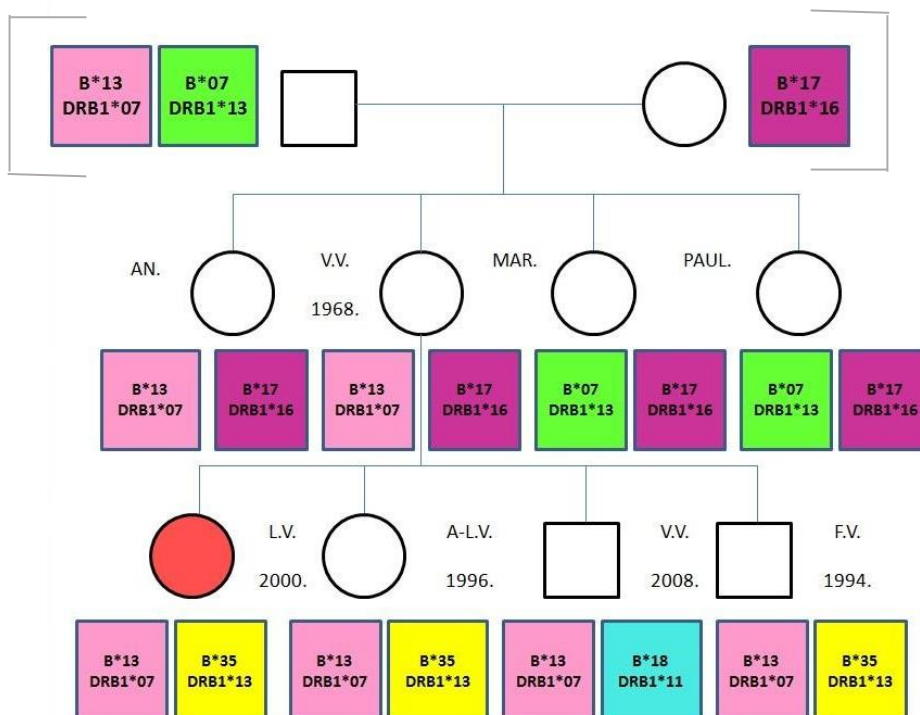 B*13
DRB1*07
B*07
DRB1*13
B*17
DRB1*16
AN.
V.V.
1968.
MAR.
PAUL.
B*13
DRB1*07
B*17
DRB1*16
B*13
DRB1*07
B*17
DRB1*16
B*07
DRB1*13
B*17
DRB1*16
B*07
DRB1*13
B*17
DRB1*16
L.V.
2000.
A-L.V.
1996.
V.V.
2008.
F.V.
1994.
B*13
DRB1*07
B*35
DRB1*13
B*13
DRB1*07
B*35
DRB1*13
B*13
DRB1*07
B*18
DRB1*11
B*13
DRB1*07
B*35
DRB1*13